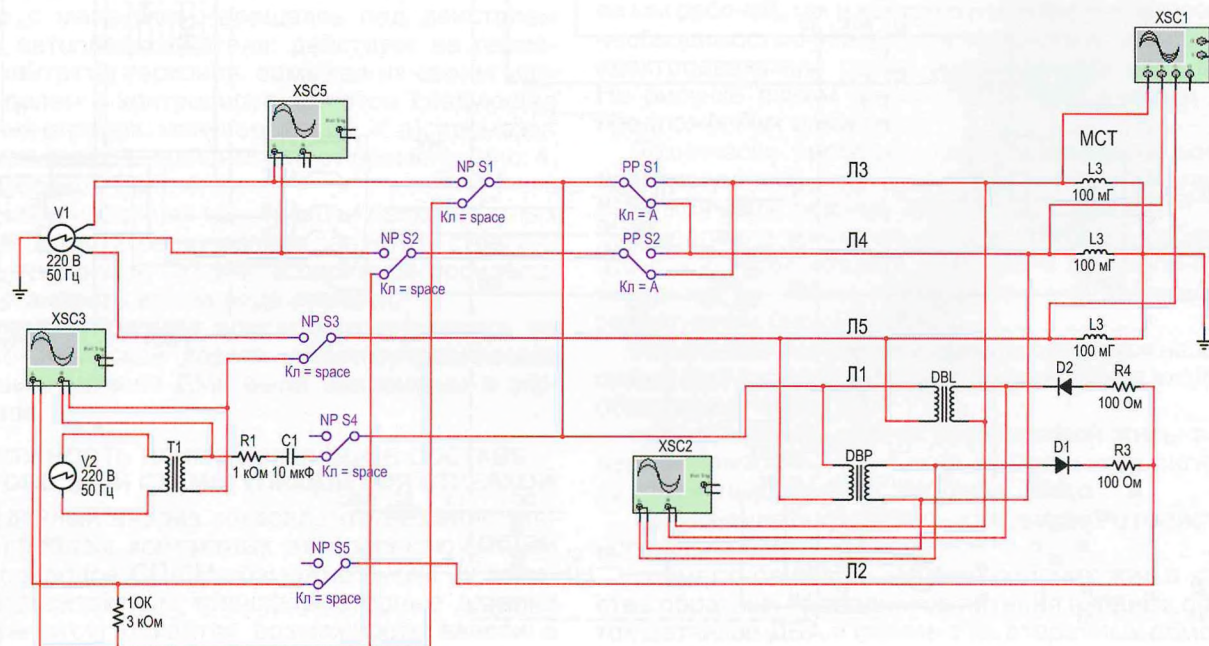 XSC1
XSC5
МСТ
NP S1
Кл = space
PP S1
Кл = A
Л3
L3
100 мГ
V1
220 В
50 Гц
NP S2
Кл = space
PP S2
Кл = A
Л4
L3
100 мГ
XSC3
NP S3
Кл = space
Л5
L3
100 мГ
Л1
DBL
D2
R4
100 Ом
NP S4
Кл = space
V2
220 В
50 Гц
T1
R1
1 кОм
C1
10 мкФ
XSC2
DBP
D1
R3
100 Ом
NP S5
Кл = space
Л2
1ОК
3 кОм